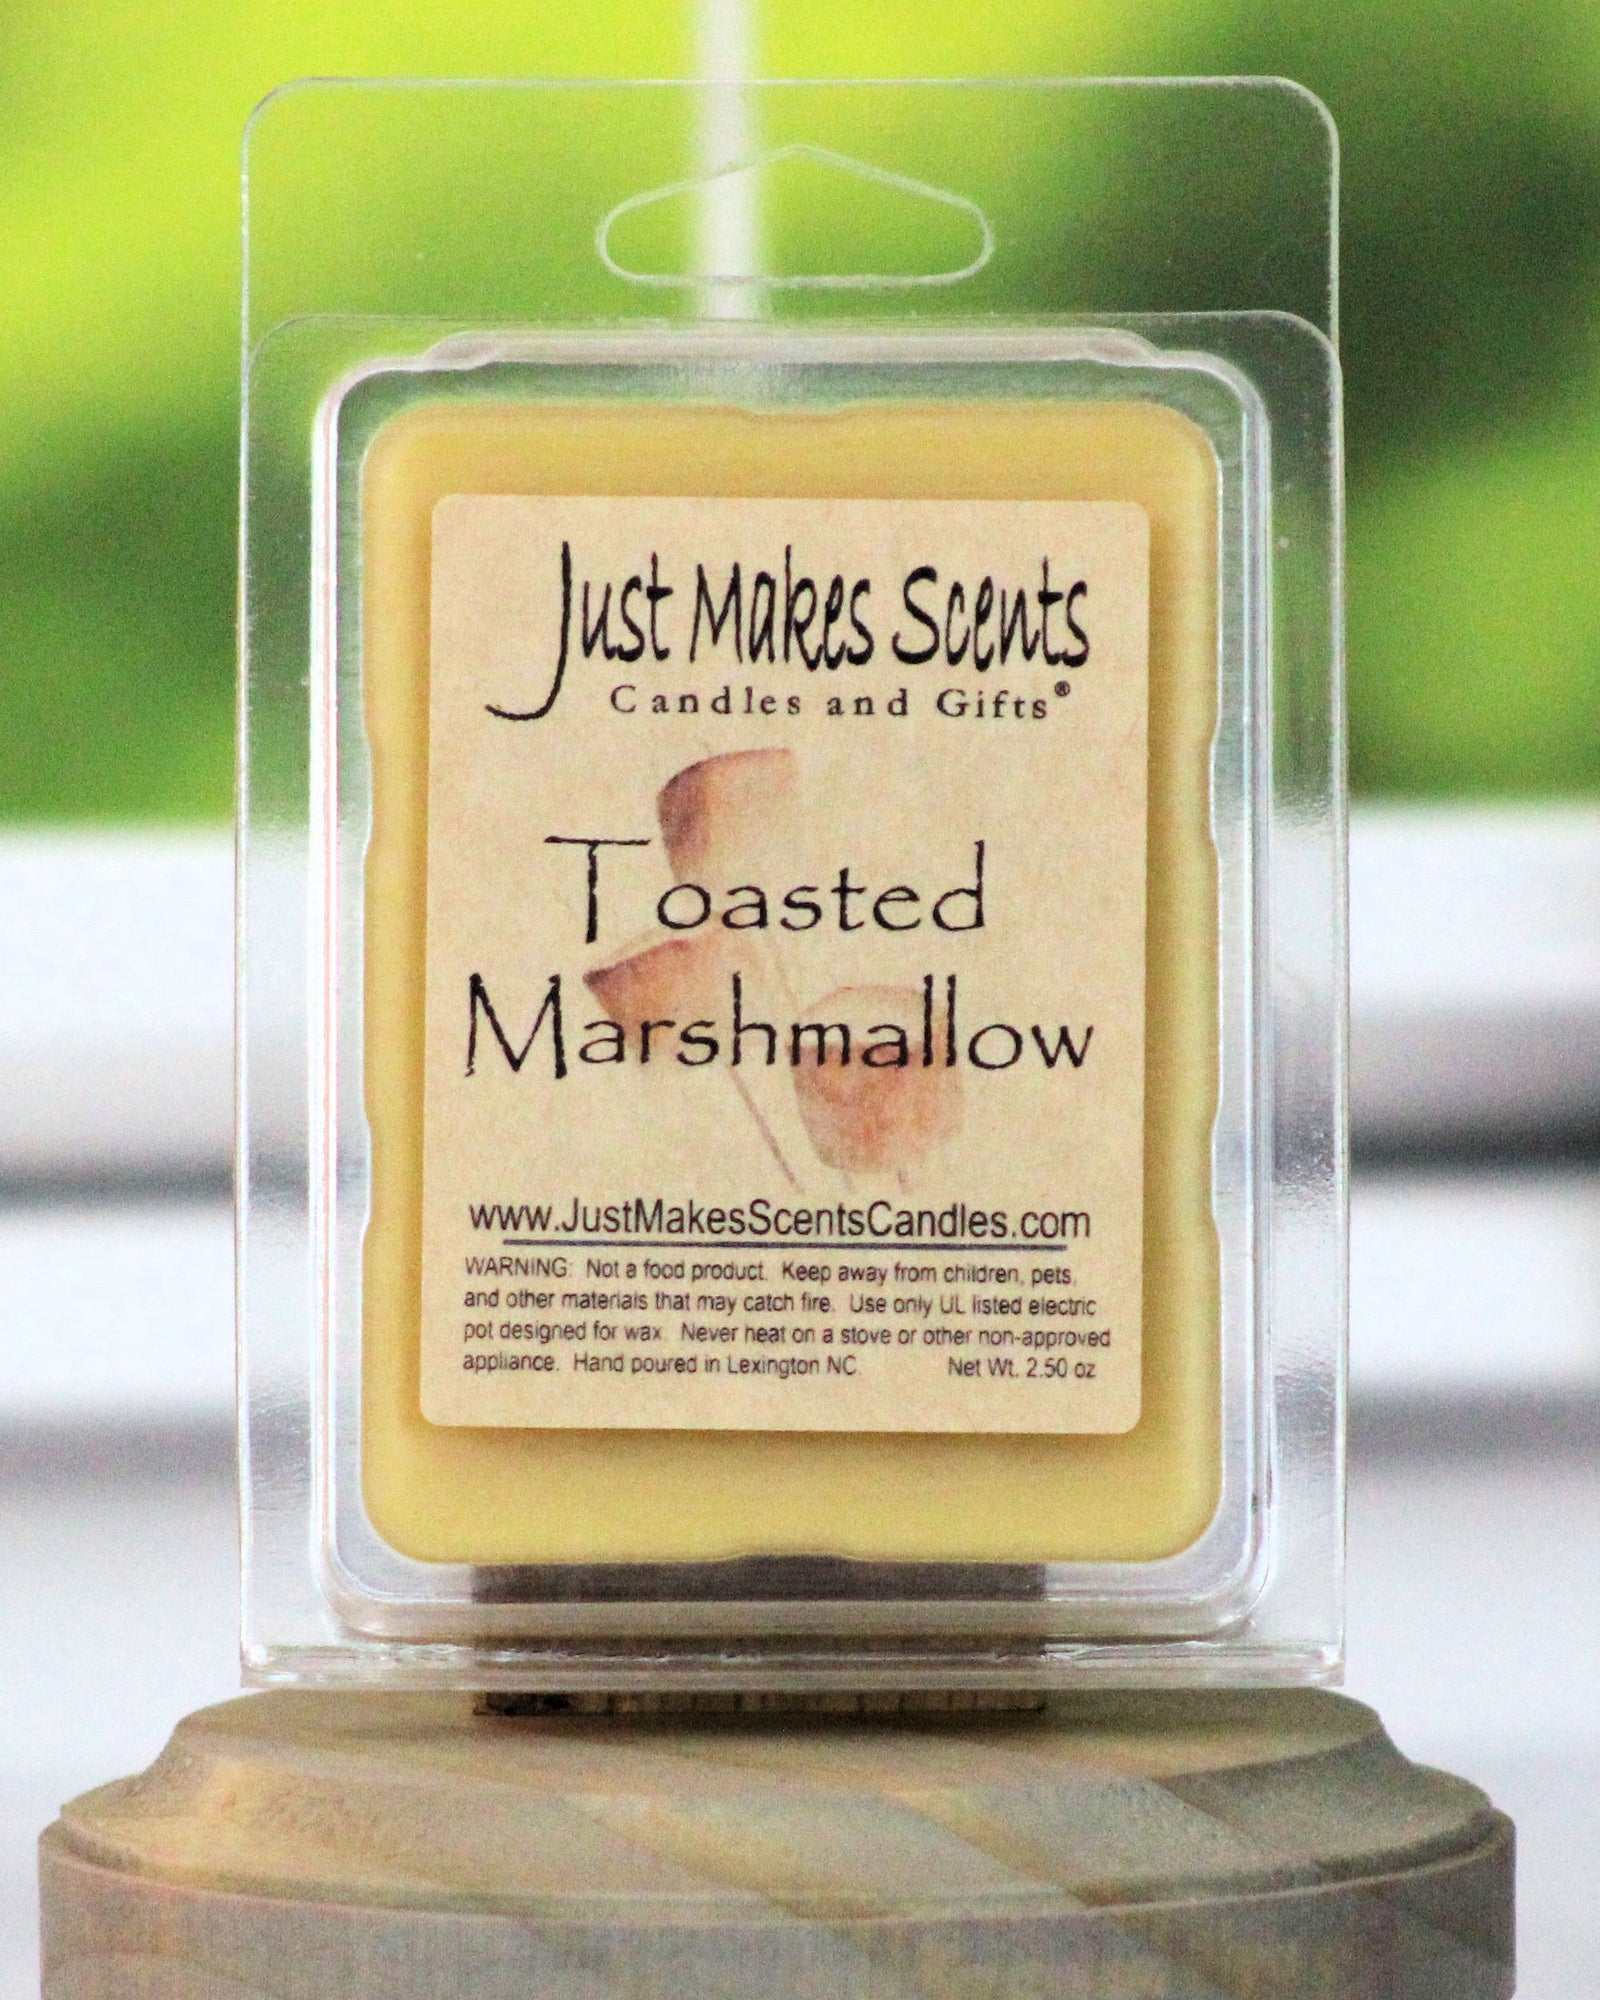 Just Makes Scents
Candles and Gifts®
Toasted
Marshmallow
www.JustMakesScentsCandles.com
WARNING: Not a food product. Keep away from children, pets,
and other materials that may catch fire. Use only UL listed electric
pot designed for wax. Never heat on a stove or other non-approved
appliance. Hand poured in Lexington NC. Net Wt. 2.50 oz